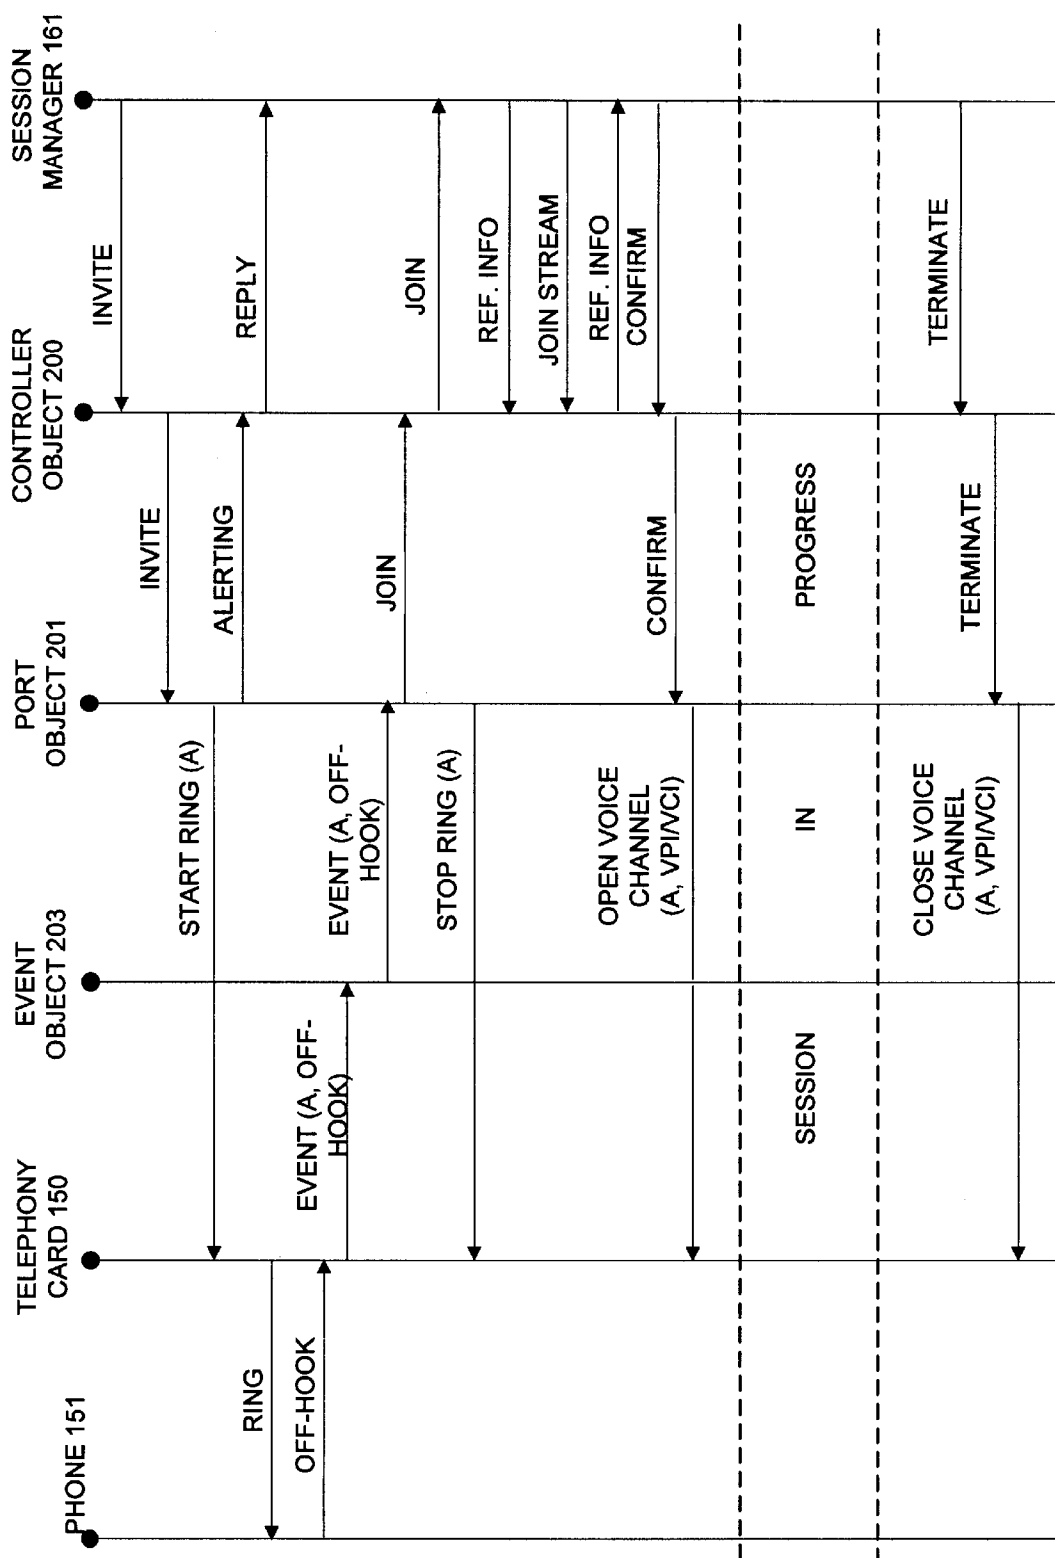 PHONE 151
TELEPHONY
CARD 150
EVENT
OBJECT 203
PORT
OBJECT 201
CONTROLLER
OBJECT 200
SESSION
MANAGER 161
INVITE
INVITE
START RING (A)
ALERTING
REPLY
RING
OFF-HOOK
EVENT (A, OFF-
HOOK)
EVENT (A, OFF-
HOOK)
JOIN
JOIN
STOP RING (A)
REF. INFO
JOIN STREAM
REF. INFO
CONFIRM
CONFIRM
OPEN VOICE
CHANNEL
(A, VPI/VCI)
SESSION
IN
PROGRESS
TERMINATE
TERMINATE
CLOSE VOICE
CHANNEL
(A, VPI/VCI)